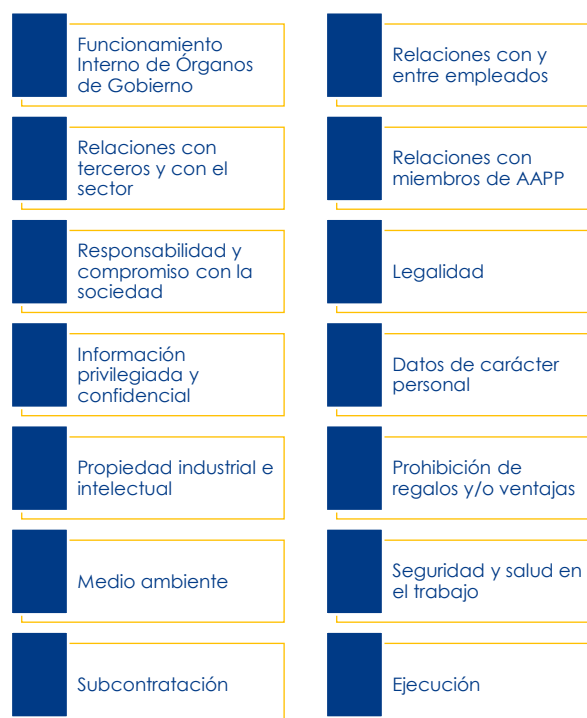 Funcionamiento
Interno de Órganos
de Gobierno
Relaciones con y
entre empleados
Relaciones con
terceros y con el
sector
Relaciones con
miembros de AAPP
Responsabilidad y
compromiso con la
sociedad
Legalidad
Información
privilegiada y
confidencial
Datos de carácter
personal
Propiedad industrial e
intelectual
Prohibición de
regalos y/o ventajas
Medio ambiente
Seguridad y salud en
el trabajo
Subcontratación
Ejecución